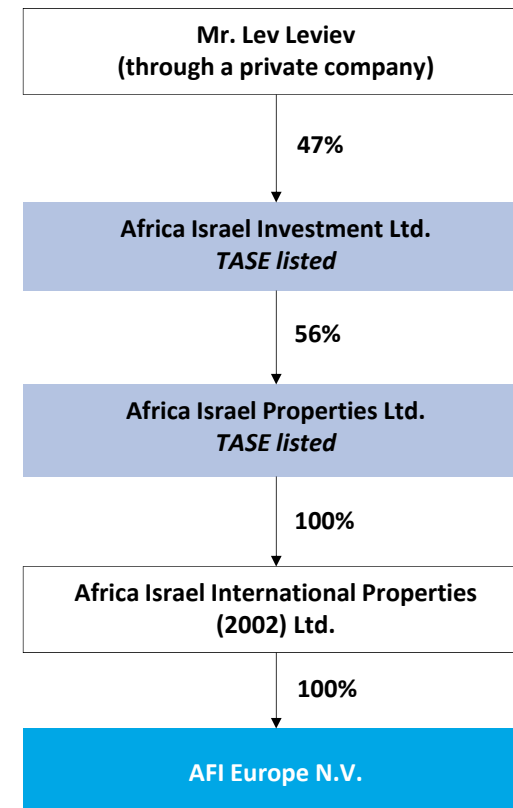 Mr. Lev Leviev
(through a private company)
47%
Africa Israel Investment Ltd.
TASE listed
56%
Africa Israel Properties Ltd.
TASE listed
100%
Africa Israel International Properties
(2002) Ltd.
100%
AFI Europe N.V.